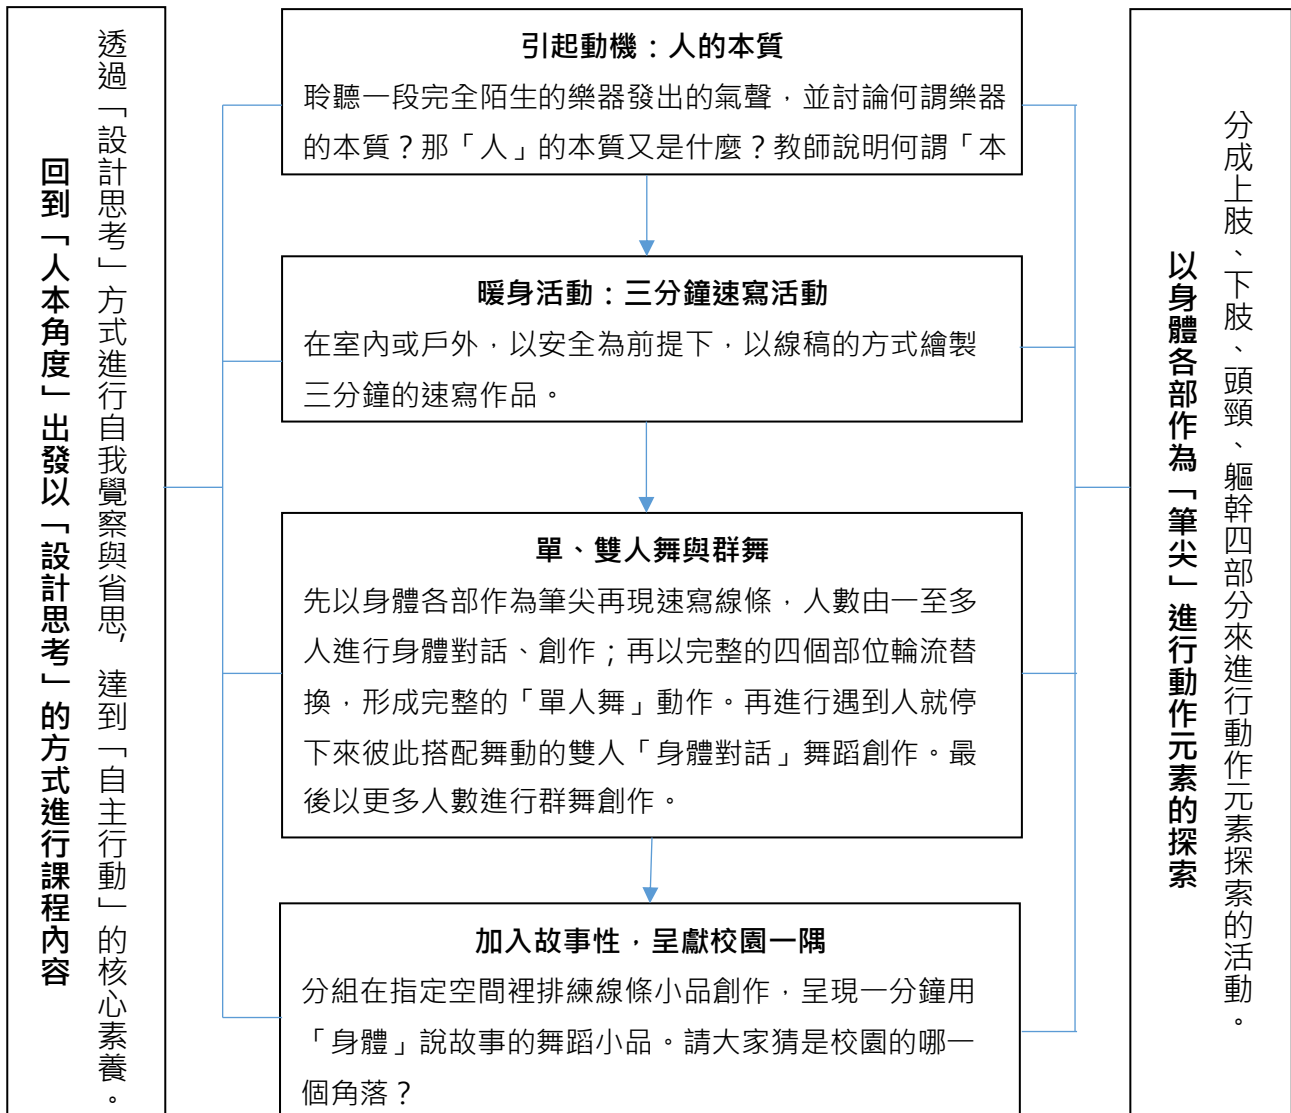 回到「人本角度」出發以「設計思考」的方式進行課程內容
透過「設計思考」方式進行自我覺察與省思，達到「自主行動」的核心素養。
引起動機：人的本質
聆聽一段完全陌生的樂器發出的氣聲，並討論何謂樂器
的本質？那「人」的本質又是什麼？教師說明何謂「本
暖身活動：三分鐘速寫活動
在室內或戶外，以安全為前提下，以線稿的方式繪製
三分鐘的速寫作品。
單、雙人舞與群舞
先以身體各部作為筆尖再現速寫線條，人數由一至多
人進行身體對話、創作；再以完整的四個部位輪流替
換，形成完整的「單人舞」動作。再進行遇到人就停
下來彼此搭配舞動的雙人「身體對話」舞蹈創作。最
後以更多人數進行群舞創作。
加入故事性，呈獻校園一隅
分組在指定空間裡排練線條小品創作，呈現一分鐘用
「身體」說故事的舞蹈小品。請大家猜是校園的哪一
個角落？
以身體各部作為「筆尖」進行動作元素的探索
分成上肢、下肢、頭頸、軀幹四部分來進行動作元素探索的活動。